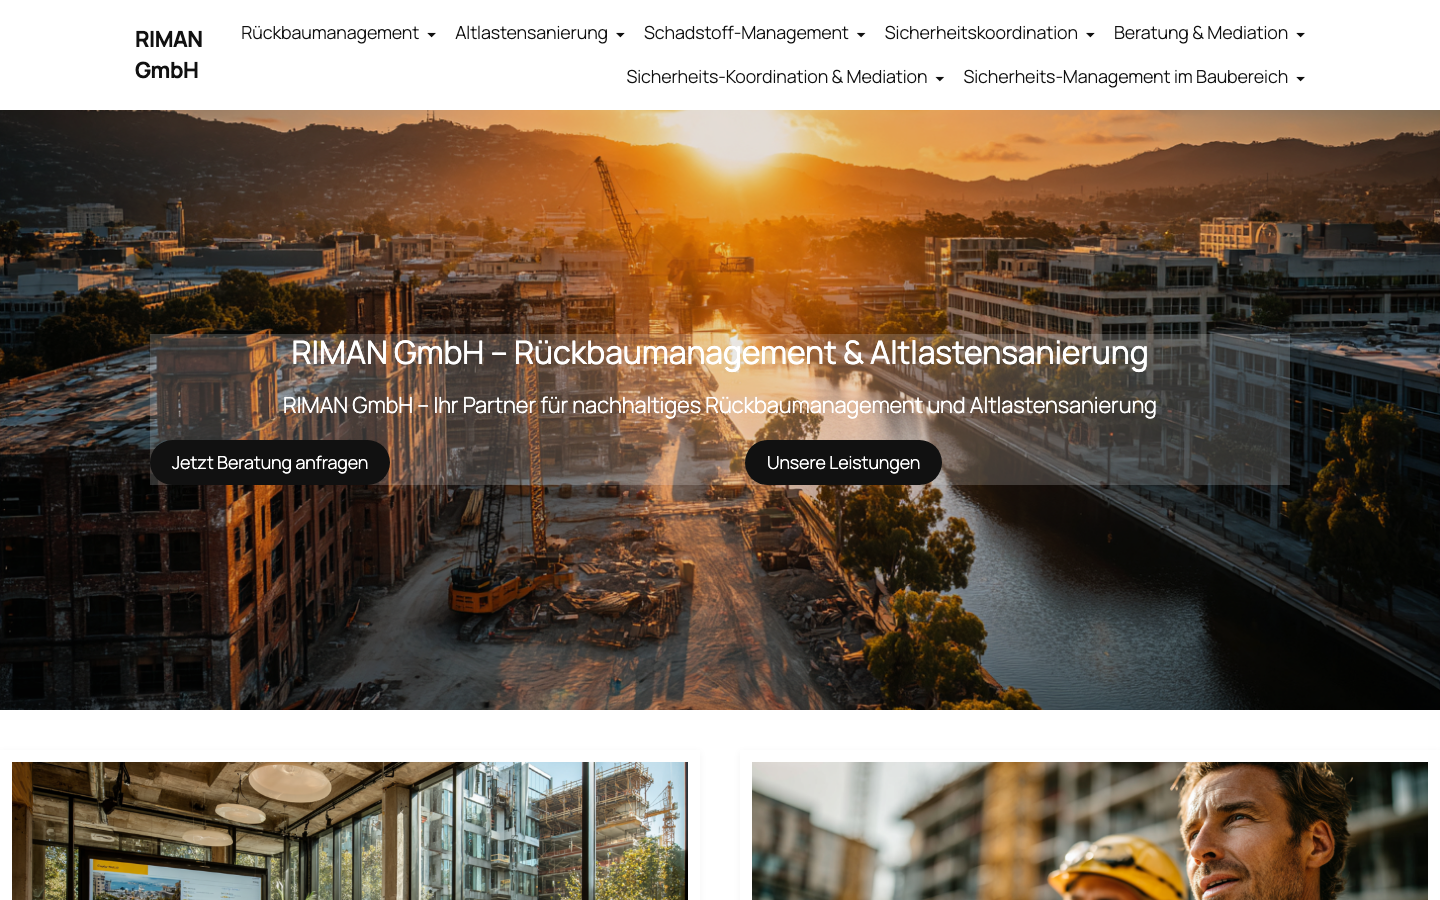 RIMAN
GmbH
Rückbaumanagement
Altlastensanierung
Schadstoff-Management
Sicherheitskoordination
Beratung & Mediation
Sicherheits-Koordination & Mediation
Sicherheits-Management im Baubereich
RIMAN GmbH – Rückbaumanagement & Altlastensanierung
RIMAN GmbH – Ihr Partner für nachhaltiges Rückbaumanagement und Altlastensanierung
Jetzt Beratung anfragen
Unsere Leistungen